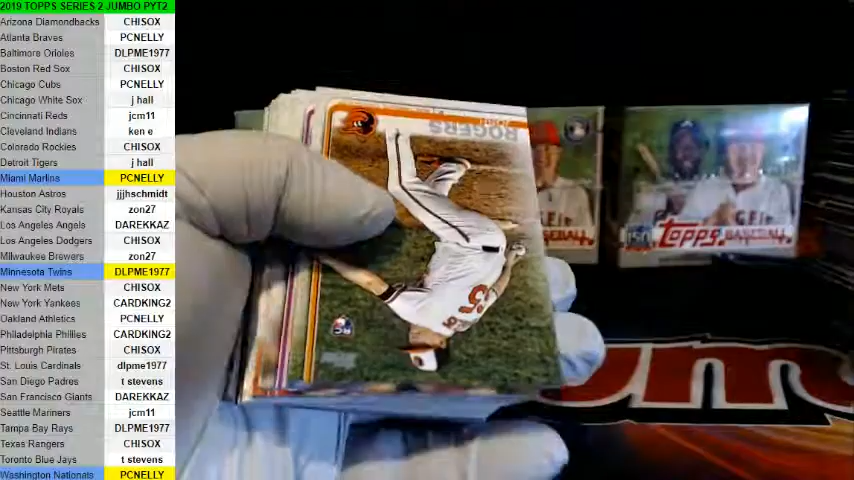 2019 TOPPS SERIES 2 JUMBO PYT2
Arizona Diamondbacks CHISOX
Atlanta Braves PCNELLY
Baltimore Orioles DLPME1977
Boston Red Sox CHISOX
Chicago Cubs PCNELLY
Chicago White Sox j hall
Cincinnati Reds jcm11
Cleveland Indians ken e
Colorado Rockies CHISOX
Detroit Tigers j hall
Miami Marlins PCNELLY
Houston Astros jjjhschmidt
Kansas City Royals zon27
Los Angeles Angels DAREKKAZ
Los Angeles Dodgers CHISOX
Milwaukee Brewers zon27
Minnesota Twins DLPME1977
New York Mets CHISOX
New York Yankees CARDKING2
Oakland Athletics PCNELLY
Philadelphia Phillies CARDKING2
Pittsburgh Pirates CHISOX
St. Louis Cardinals dlpme1977
San Diego Padres t stevens
San Francisco Giants DAREKKAZ
Seattle Mariners jcm11
Tampa Bay Rays DLPME1977
Texas Rangers CHISOX
Toronto Blue Jays t stevens
Washington Nationals PCNELLY
JOSH
ROGERS
Topps BASEBALL